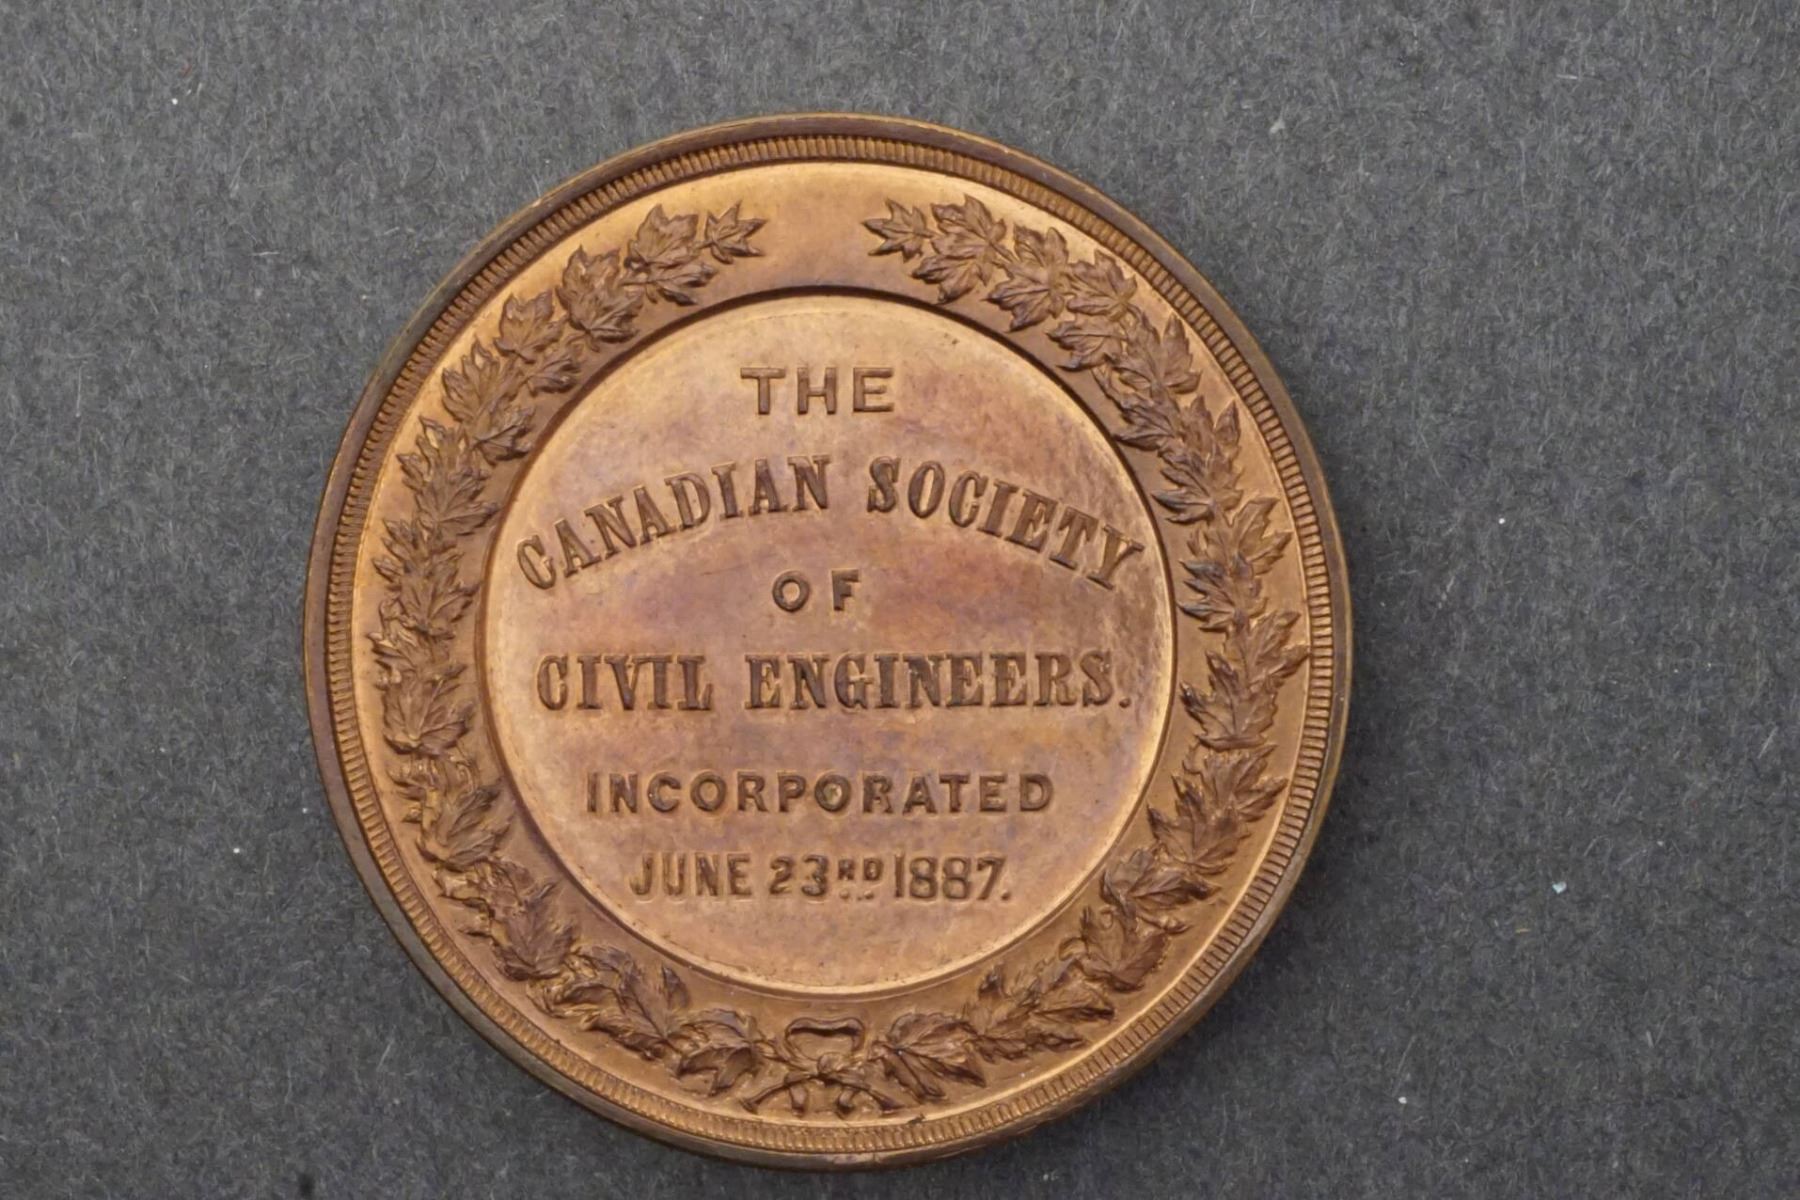 THE
CANADIAN SOCIETY
OF
CIVIL ENGINEERS.
INCORPORATED
JUNE 23RD 1887.